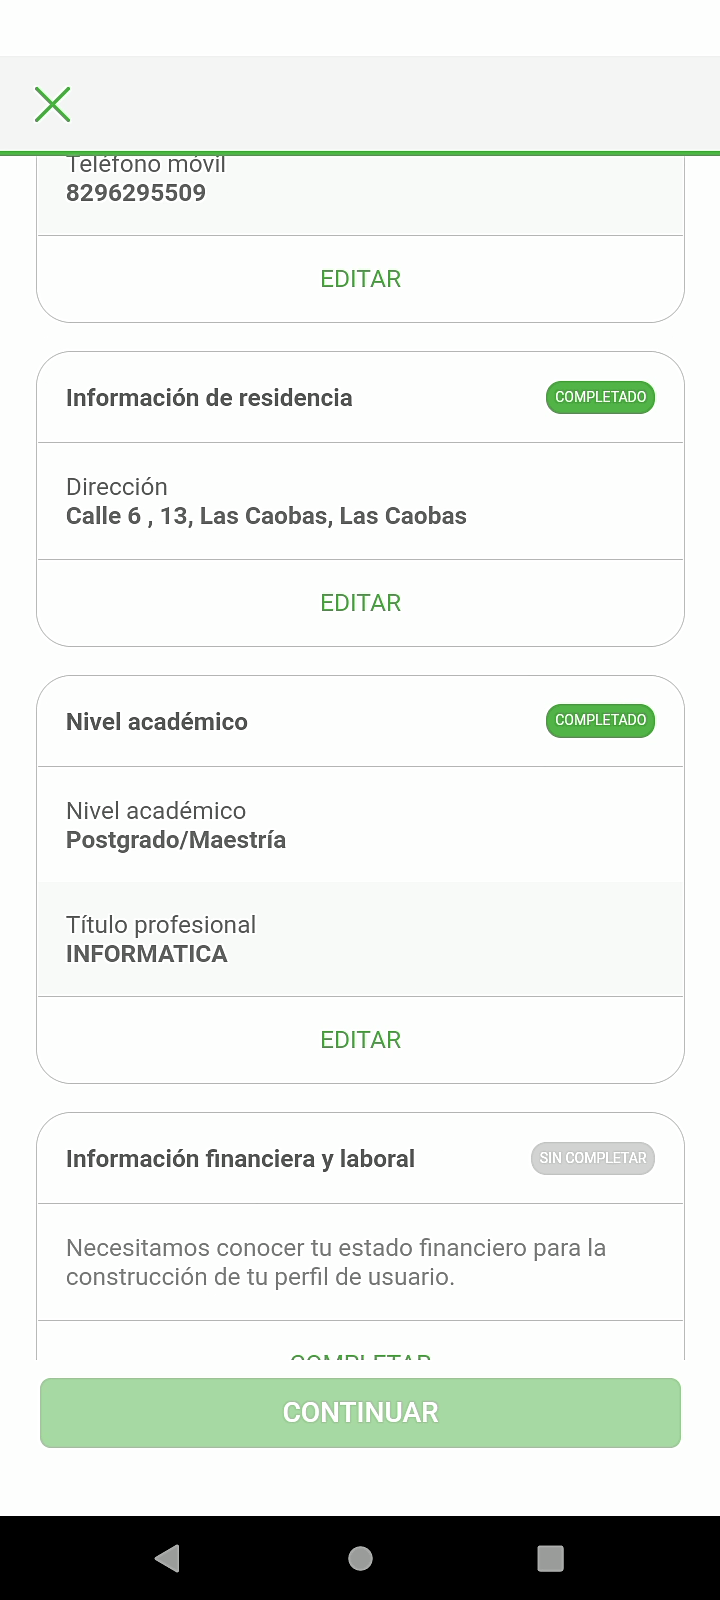 Teléfono móvil
8296295509
EDITAR
Información de residencia
COMPLETADO
Dirección
Calle 6 , 13, Las Caobas, Las Caobas
EDITAR
Nivel académico
COMPLETADO
Nivel académico
Postgrado/Maestría
Título profesional
INFORMATICA
EDITAR
Información financiera y laboral
SIN COMPLETAR
Necesitamos conocer tu estado financiero para la
construcción de tu perfil de usuario.
COMPLETAR
CONTINUAR